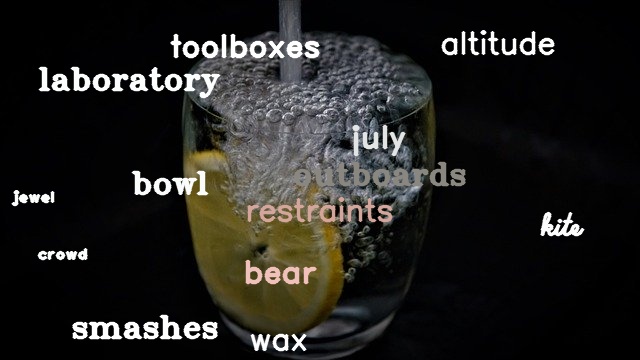 toolboxes
altitude
laboratory
july
outboards
bowl
jewel
restraints
kite
crowd
bear
smashes
wax